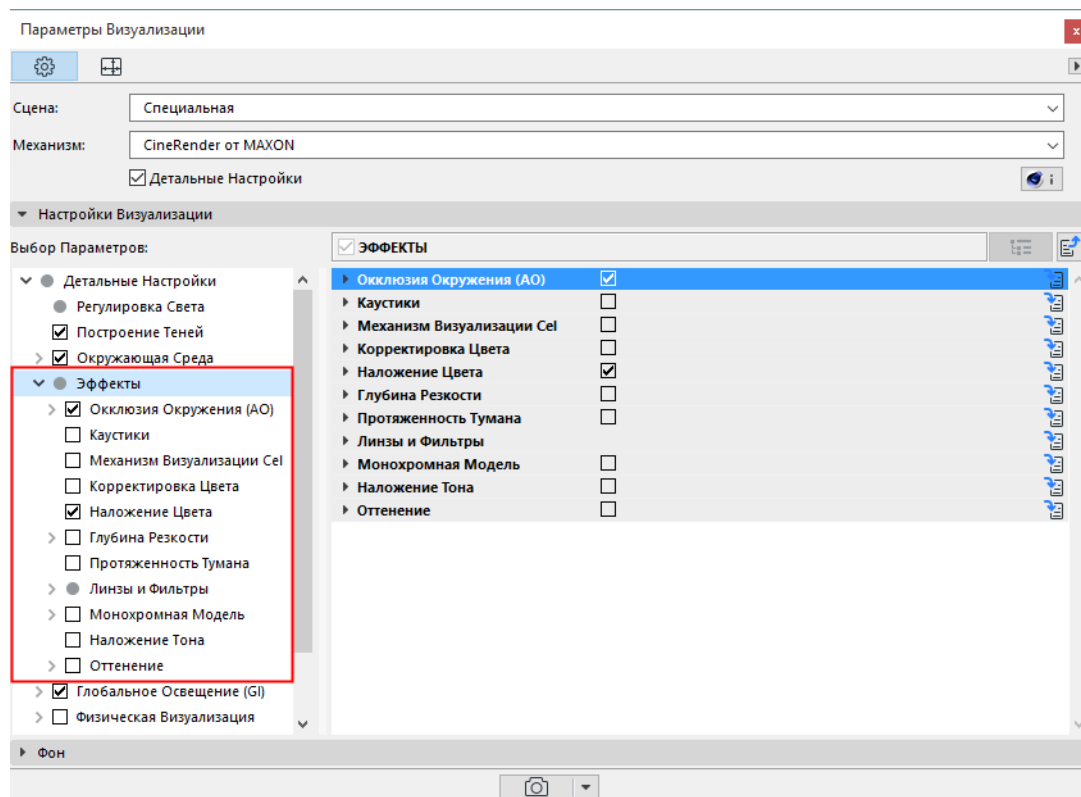 Параметры Визуализации
x
Сцена:
Специальная
Механизм:
CineRender от MAXON
Детальные Настройки
i
Настройки Визуализации
Выбор Параметров:
ЭФФЕКТЫ
Детальные Настройки
Регулировка Света
Построение Теней
Окружающая Среда
Эффекты
Окклюзия Окружения (AO)
Каустики
Механизм Визуализации Cel
Корректировка Цвета
Наложение Цвета
Глубина Резкости
Протяженность Тумана
Линзы и Фильтры
Монохромная Модель
Наложение Тона
Оттенение
Глобальное Освещение (GI)
Физическая Визуализация
Окклюзия Окружения (AO)
Каустики
Механизм Визуализации Cel
Корректировка Цвета
Наложение Цвета
Глубина Резкости
Протяженность Тумана
Линзы и Фильтры
Монохромная Модель
Наложение Тона
Оттенение
Фон